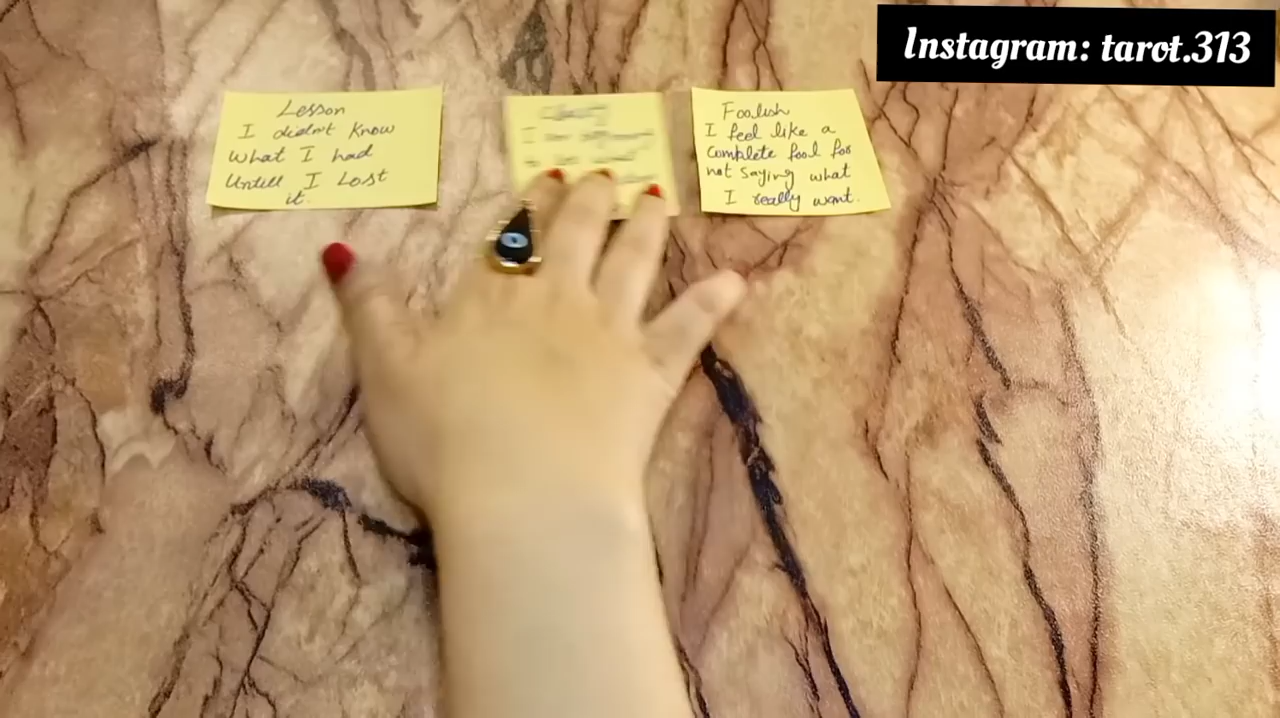 Instagram: tarot.313
Lesson
I didn't know
what I had
Untill I Lost
it.
I am
Foolish
I feel like a
complete fool for
not saying what
I really want.